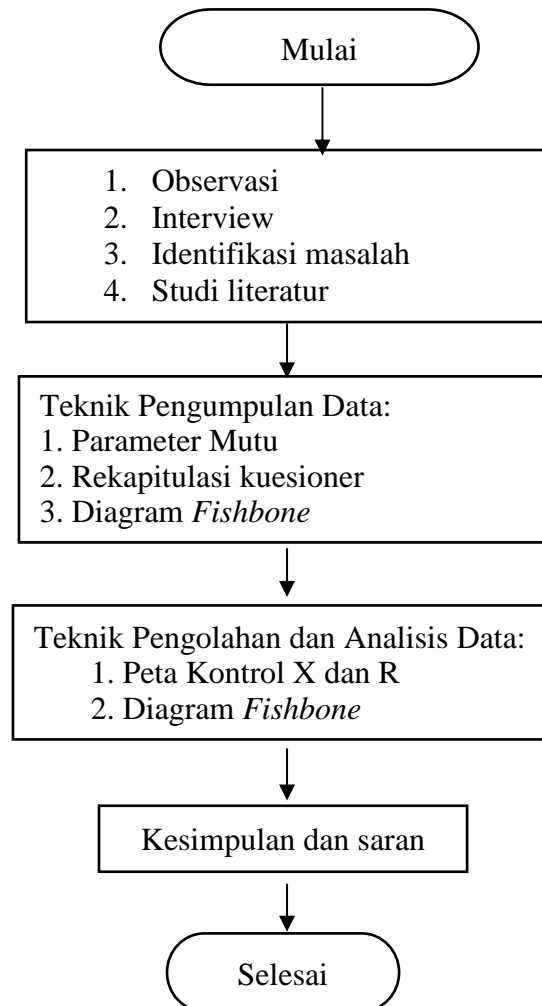 Mulai
1. Observasi
2. Interview
3. Identifikasi masalah
4. Studi literatur
Teknik Pengumpulan Data:
1. Parameter Mutu
2. Rekapitulasi kuesioner
3. Diagram Fishbone
Teknik Pengolahan dan Analisis Data:
1. Peta Kontrol X dan R
2. Diagram Fishbone
Kesimpulan dan saran
Selesai